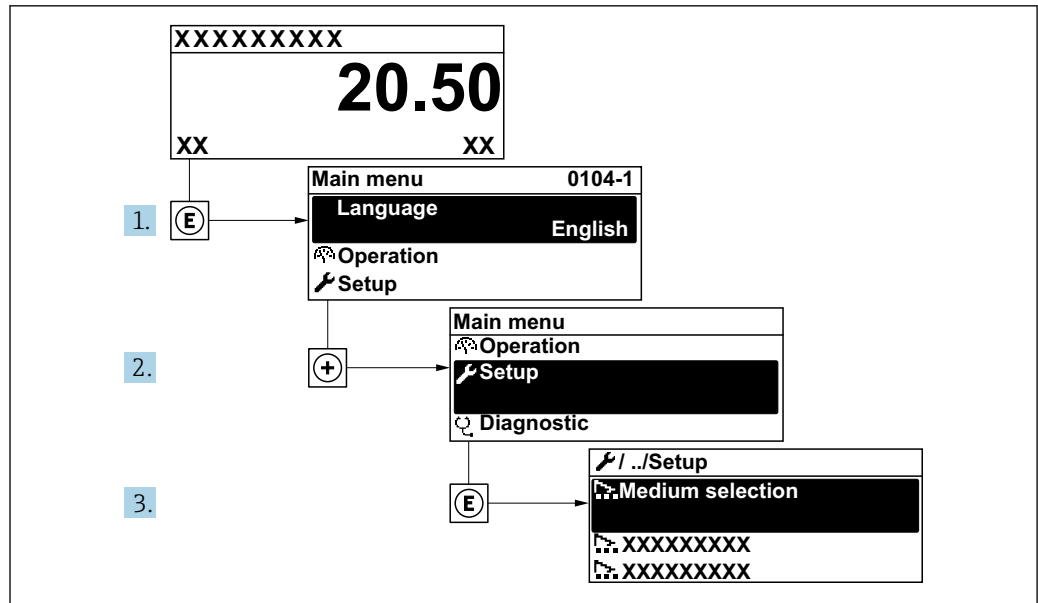 XXXXXXXXX
20.50
XX XX
Main menu 0104-1
1. E Language
English
Operation
Setup
Main menu
Operation
2. + Setup
Diagnostic
/ ../Setup
3. E Medium selection
XXXXXXXXX
XXXXXXXXX